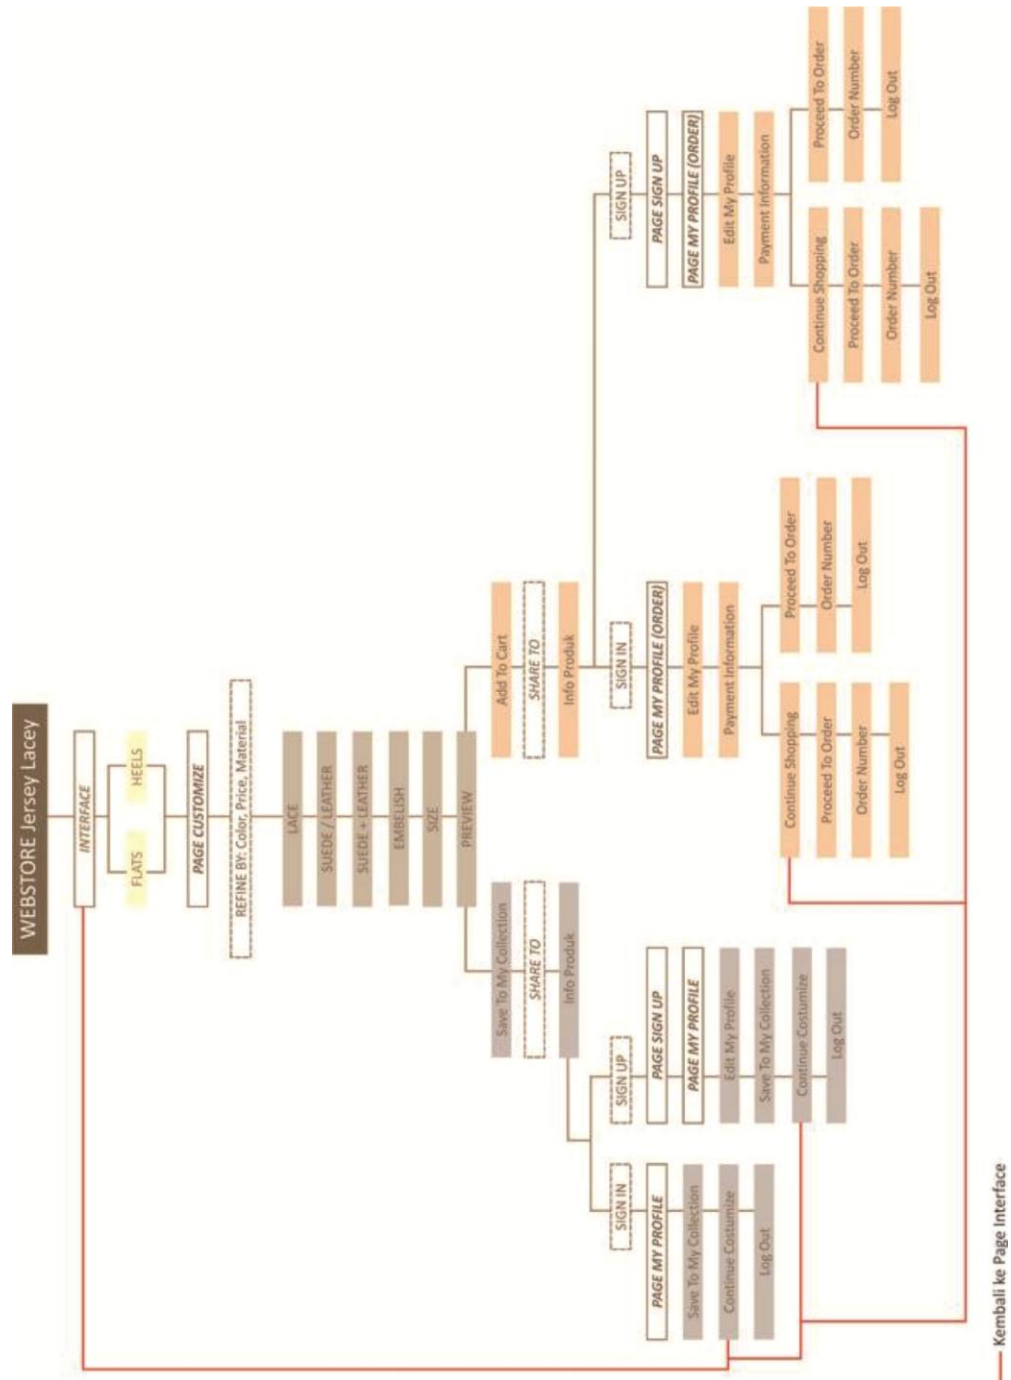 WEBSTORE Jersey Lacey
INTERFACE
FLATS
HEELS
PAGE CUSTOMIZE
REFINE BY: Color, Price, Material
LACE
SUEDE / LEATHER
SUEDE + LEATHER
EMBELISH
SIZE
PREVIEW
Save To My Collection
SHARE TO
Info Produk
SIGN IN
PAGE MY PROFILE
Save To My Collection
Continue Costumize
Log Out
SIGN UP
PAGE SIGN UP
PAGE MY PROFILE
Edit My Profile
Save To My Collection
Continue Costumize
Log Out
Add To Cart
SHARE TO
Info Produk
SIGN IN
PAGE MY PROFILE (ORDER)
Edit My Profile
Payment Information
Continue Shopping
Proceed To Order
Order Number
Log Out
Proceed To Order
Order Number
Log Out
SIGN UP
PAGE SIGN UP
PAGE MY PROFILE (ORDER)
Edit My Profile
Payment Information
Continue Shopping
Proceed To Order
Order Number
Log Out
Proceed To Order
Order Number
Log Out
Kembali ke Page Interface